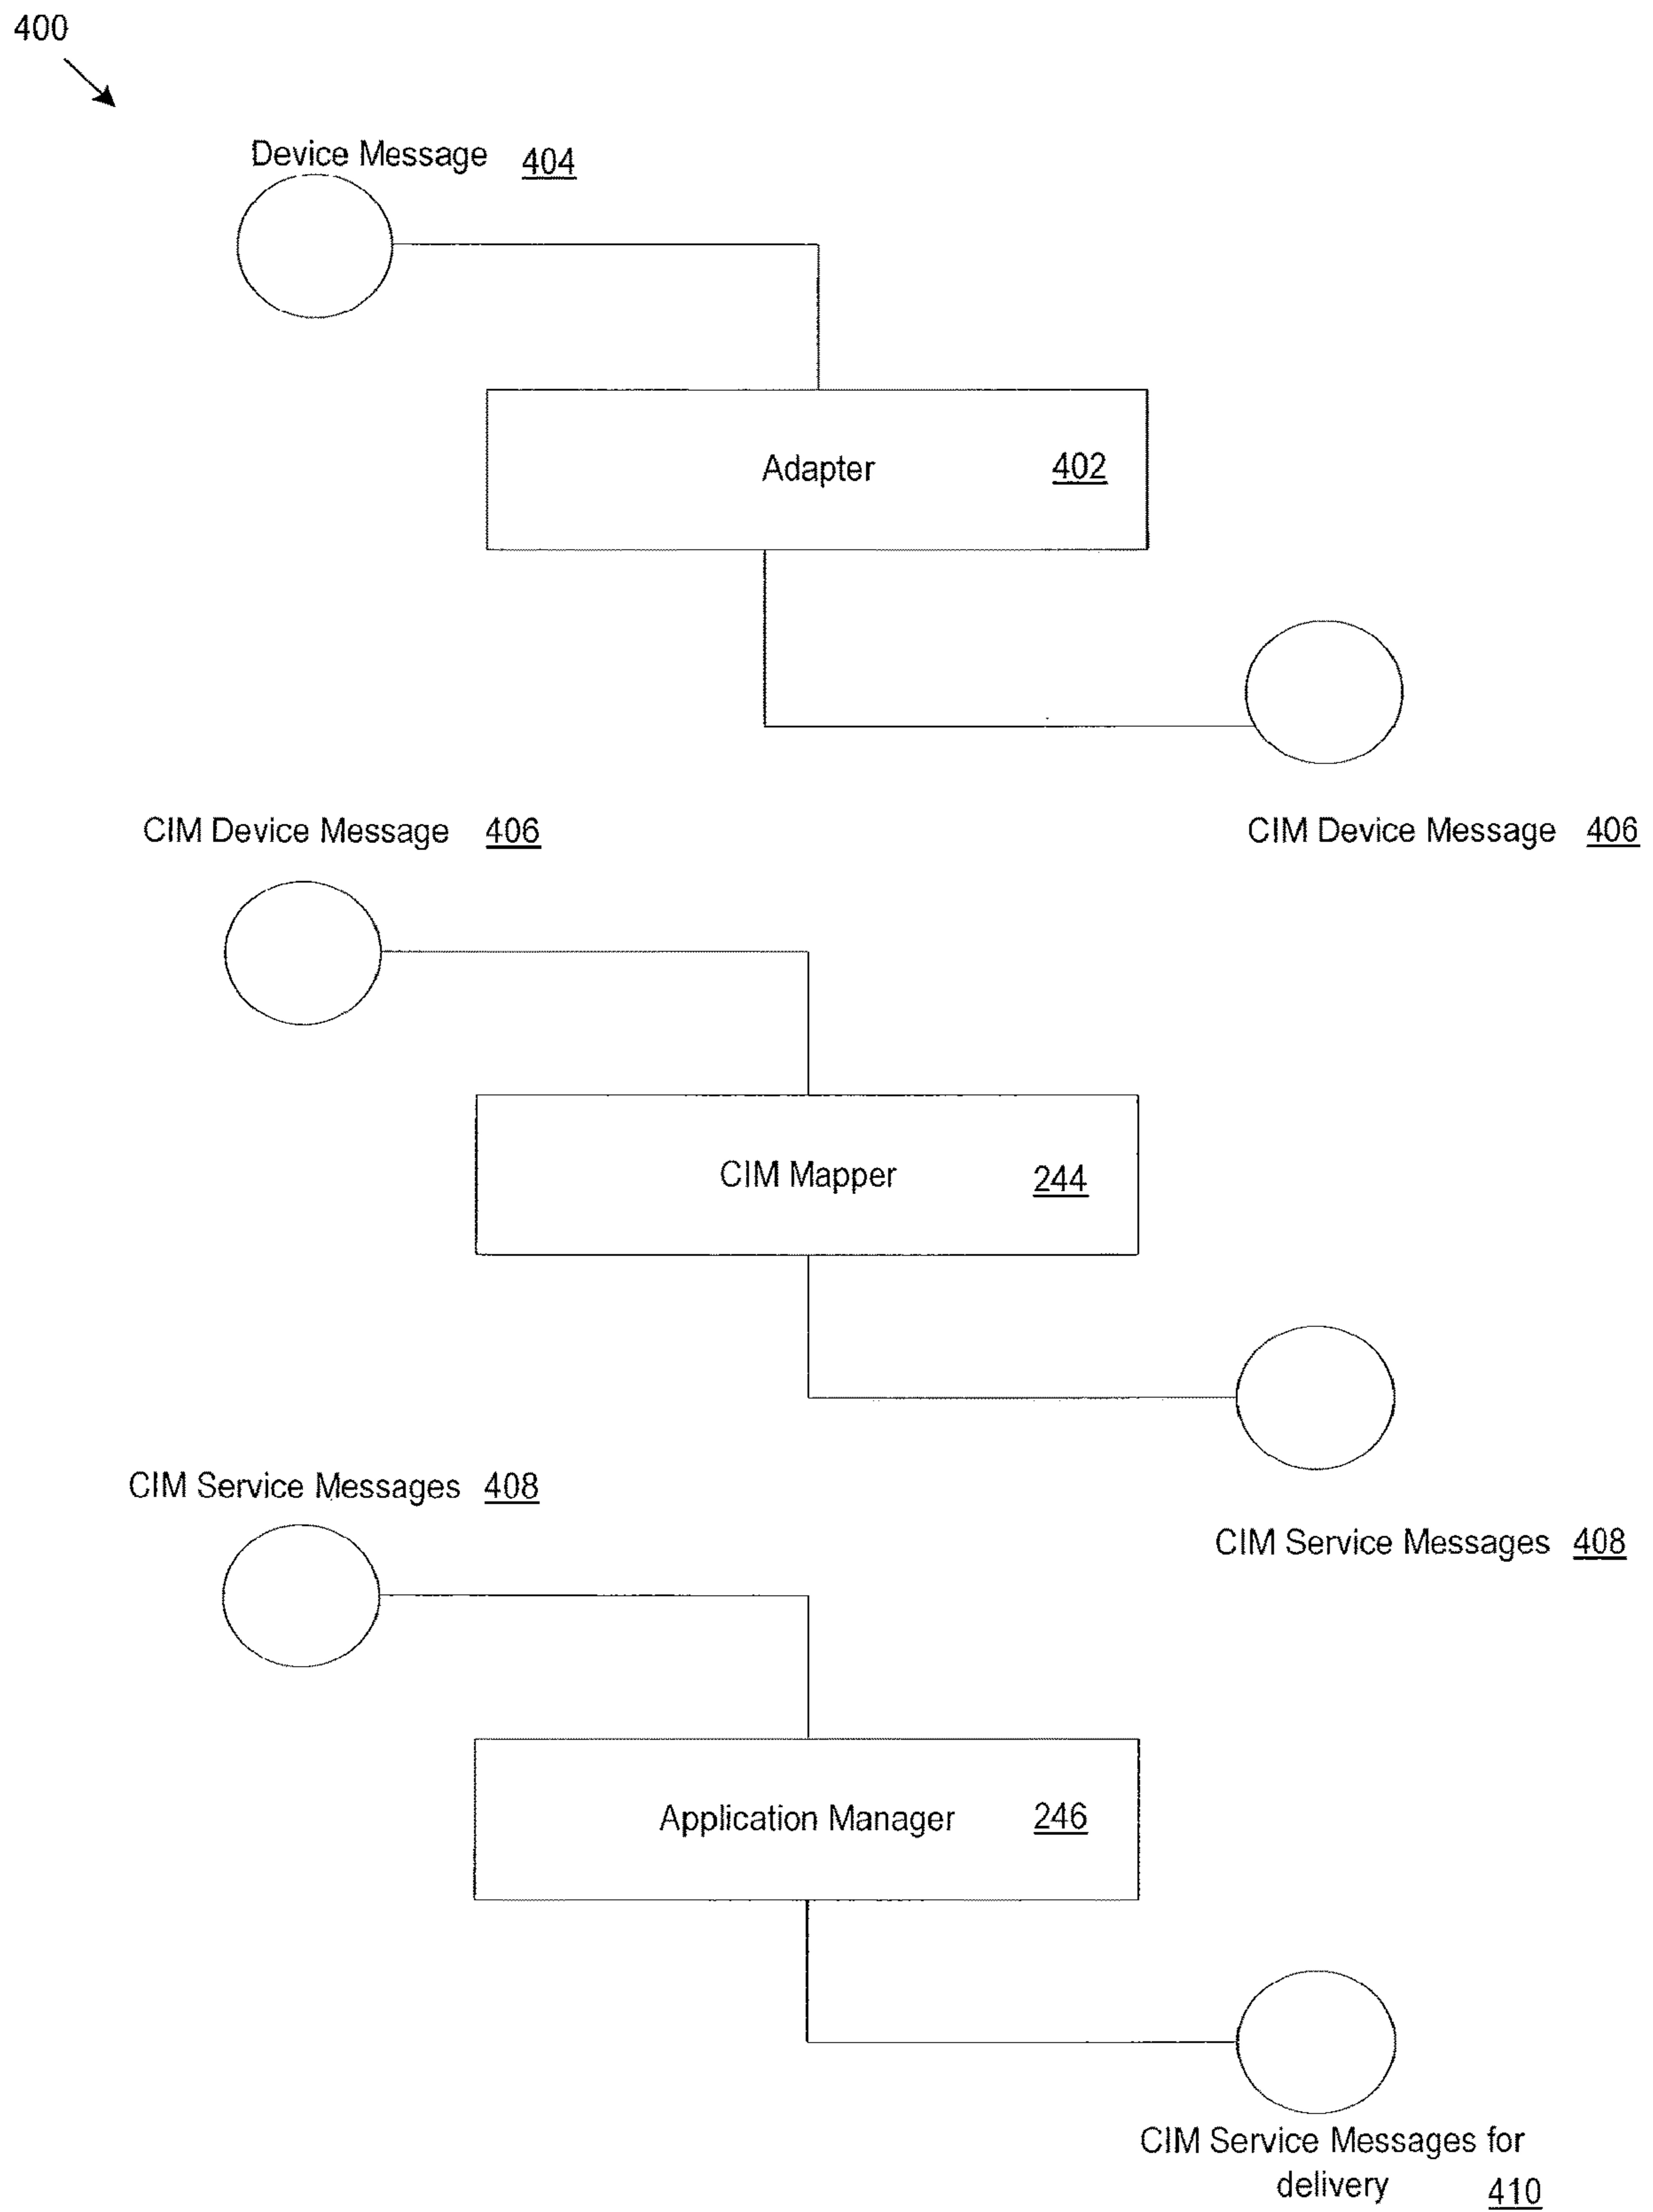 400
Device Message 404
Adapter 402
CIM Device Message 406
CIM Device Message 406
CIM Mapper 244
CIM Service Messages 408
CIM Service Messages 408
Application Manager 246
CIM Service Messages for
delivery 410